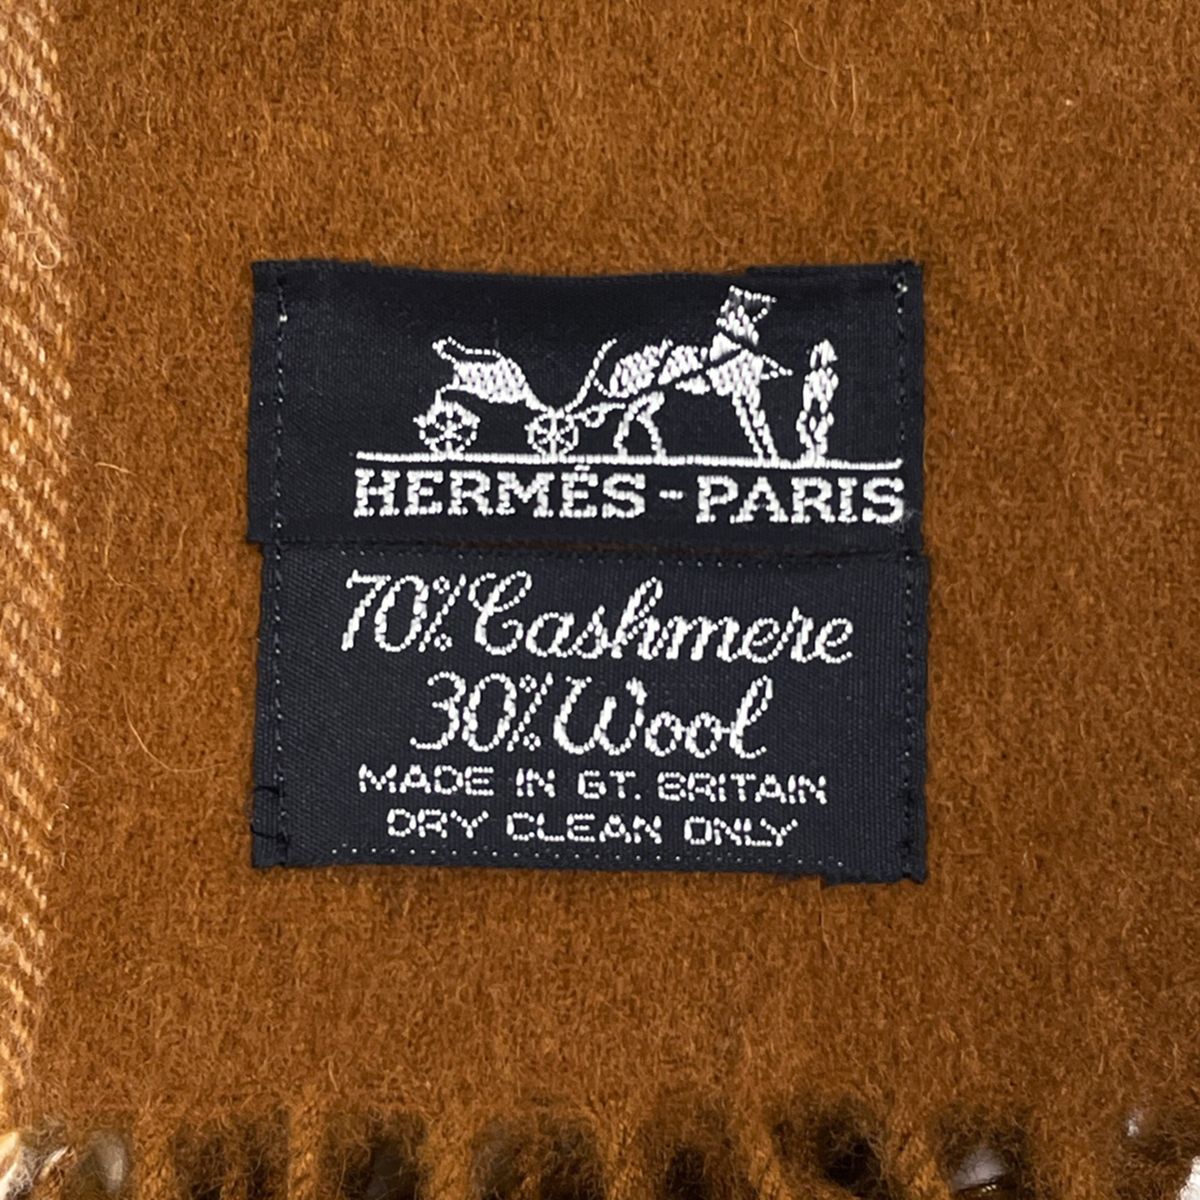 HERMÈS-PARIS
70% Cashmere
30% Wool
MADE IN GT. BRITAIN
DRY CLEAN ONLY